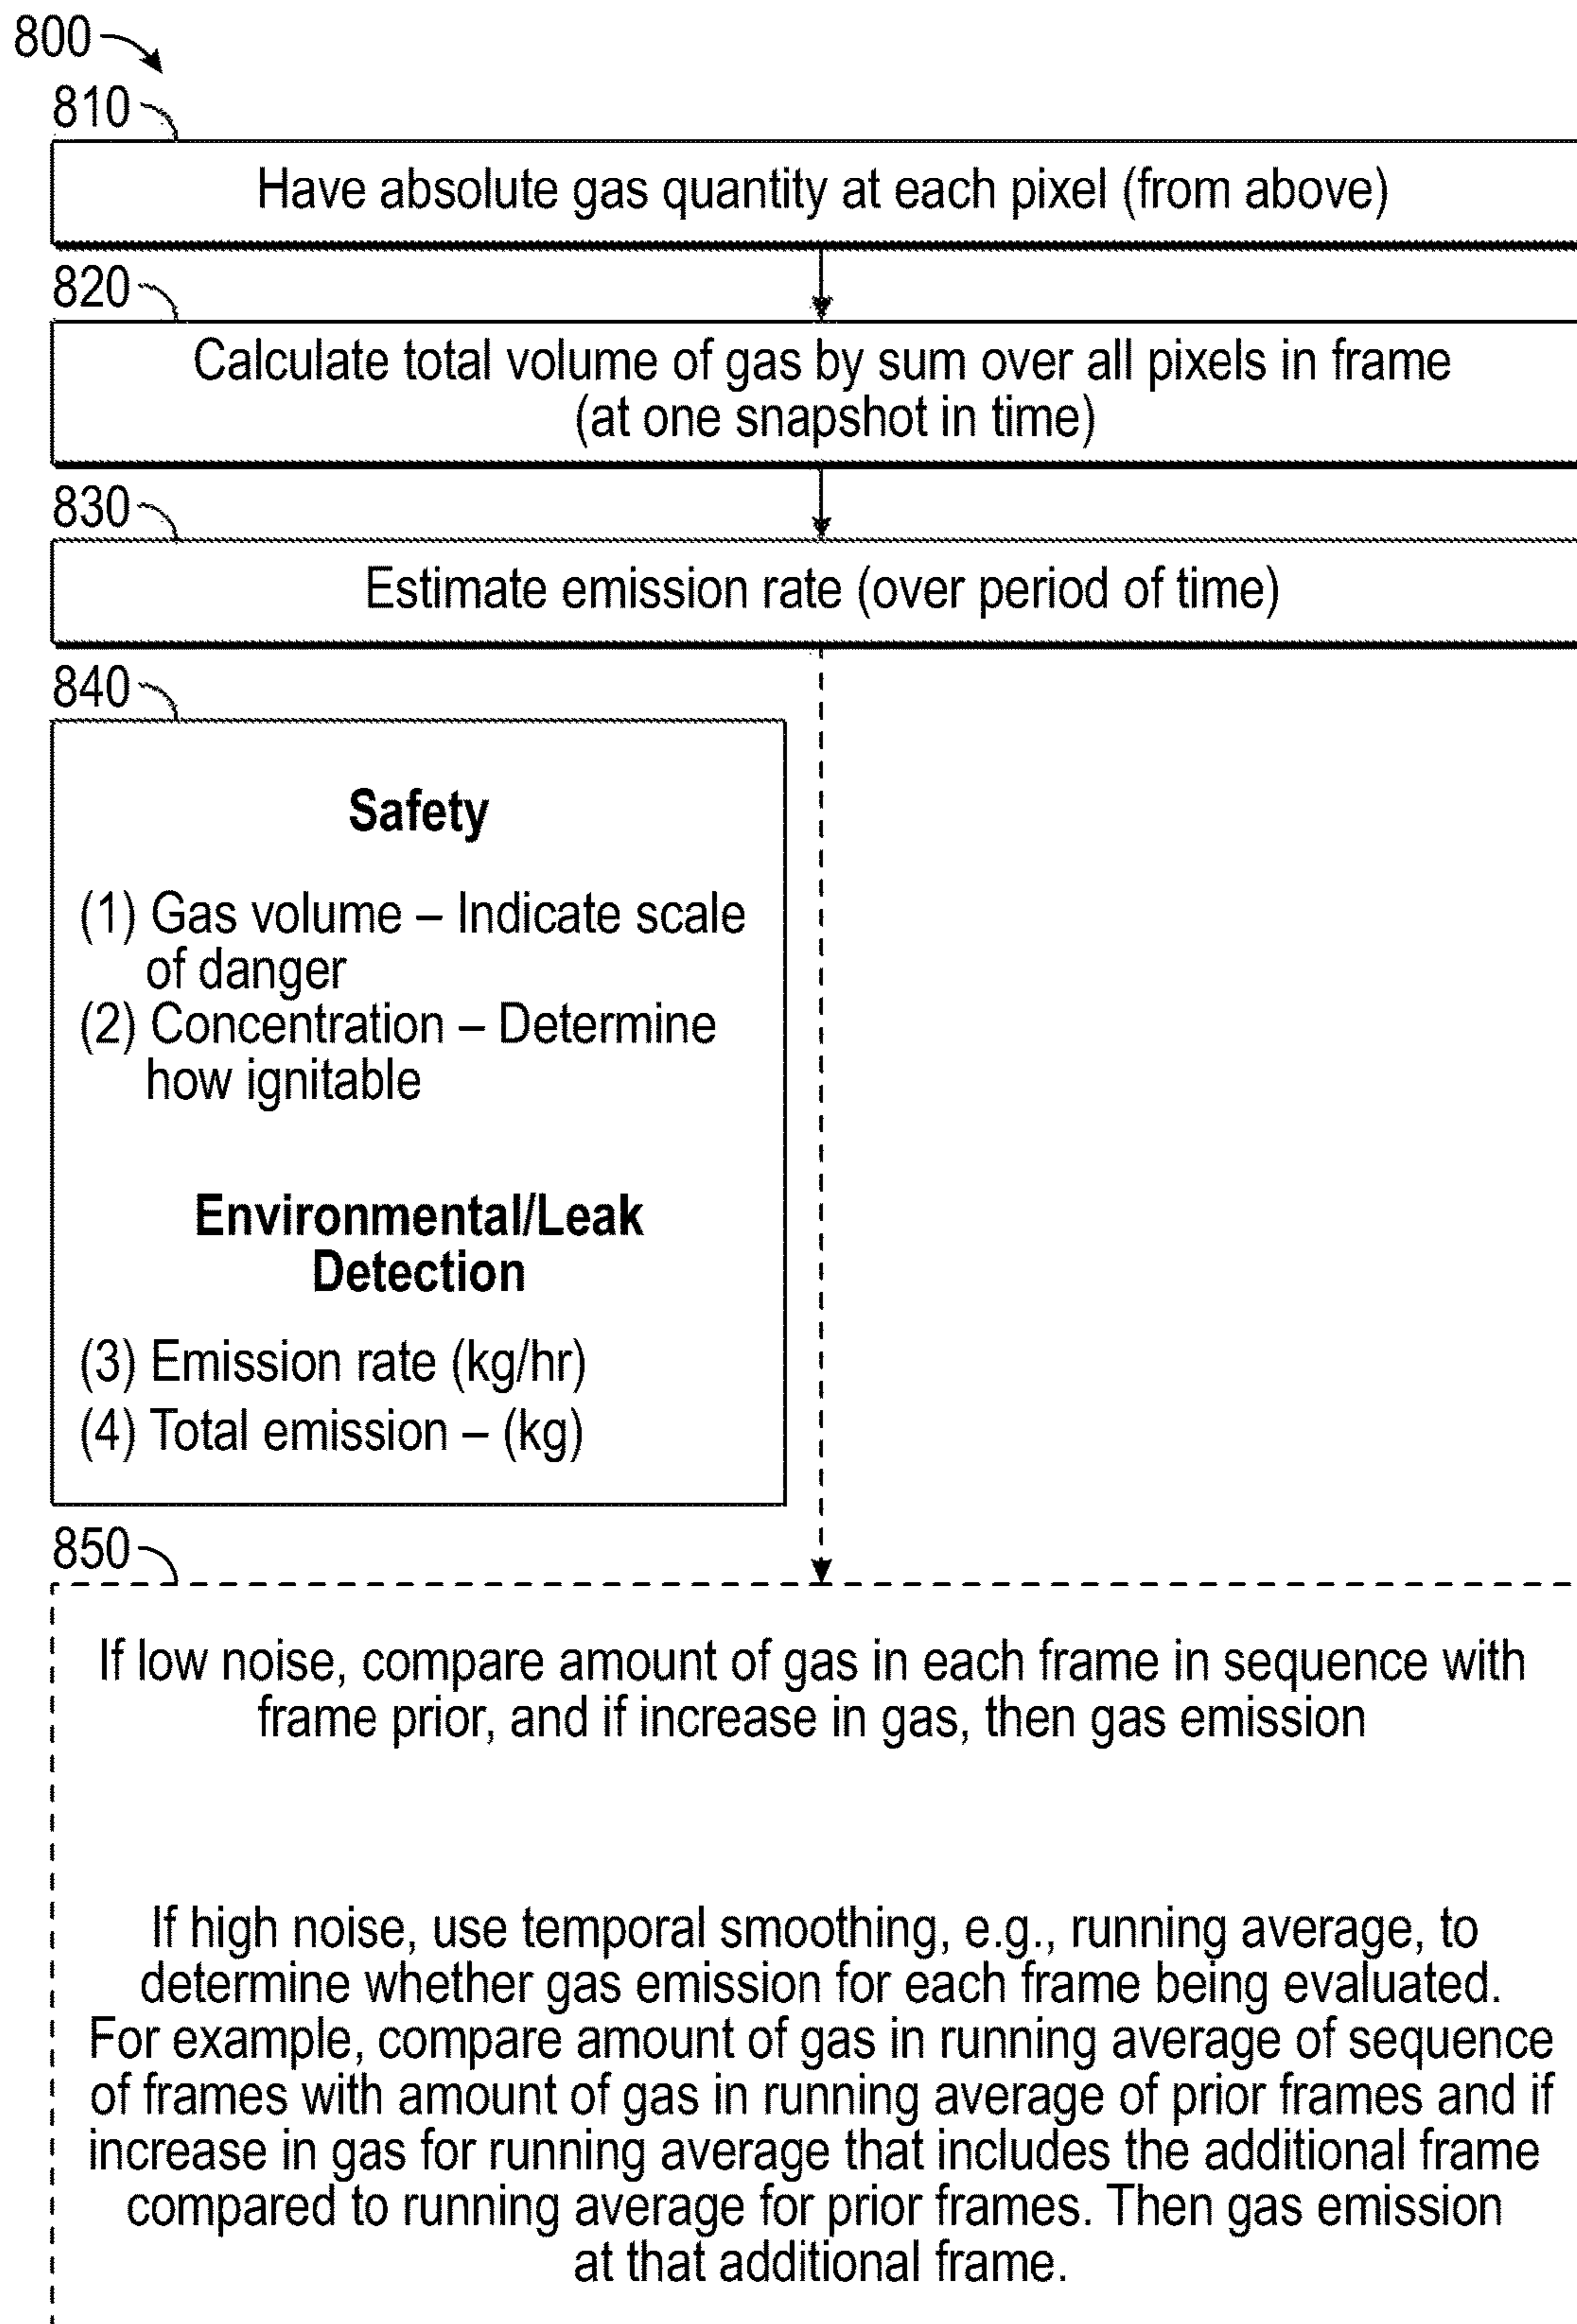 800
810
Have absolute gas quantity at each pixel (from above)
820
Calculate total volume of gas by sum over all pixels in frame
(at one snapshot in time)
830
Estimate emission rate (over period of time)
840
Safety
(1) Gas volume – Indicate scale
of danger
(2) Concentration – Determine
how ignitable
Environmental/Leak
Detection
(3) Emission rate (kg/hr)
(4) Total emission – (kg)
850
If low noise, compare amount of gas in each frame in sequence with
frame prior, and if increase in gas, then gas emission
If high noise, use temporal smoothing, e.g., running average, to
determine whether gas emission for each frame being evaluated.
For example, compare amount of gas in running average of sequence
of frames with amount of gas in running average of prior frames and if
increase in gas for running average that includes the additional frame
compared to running average for prior frames. Then gas emission
at that additional frame.